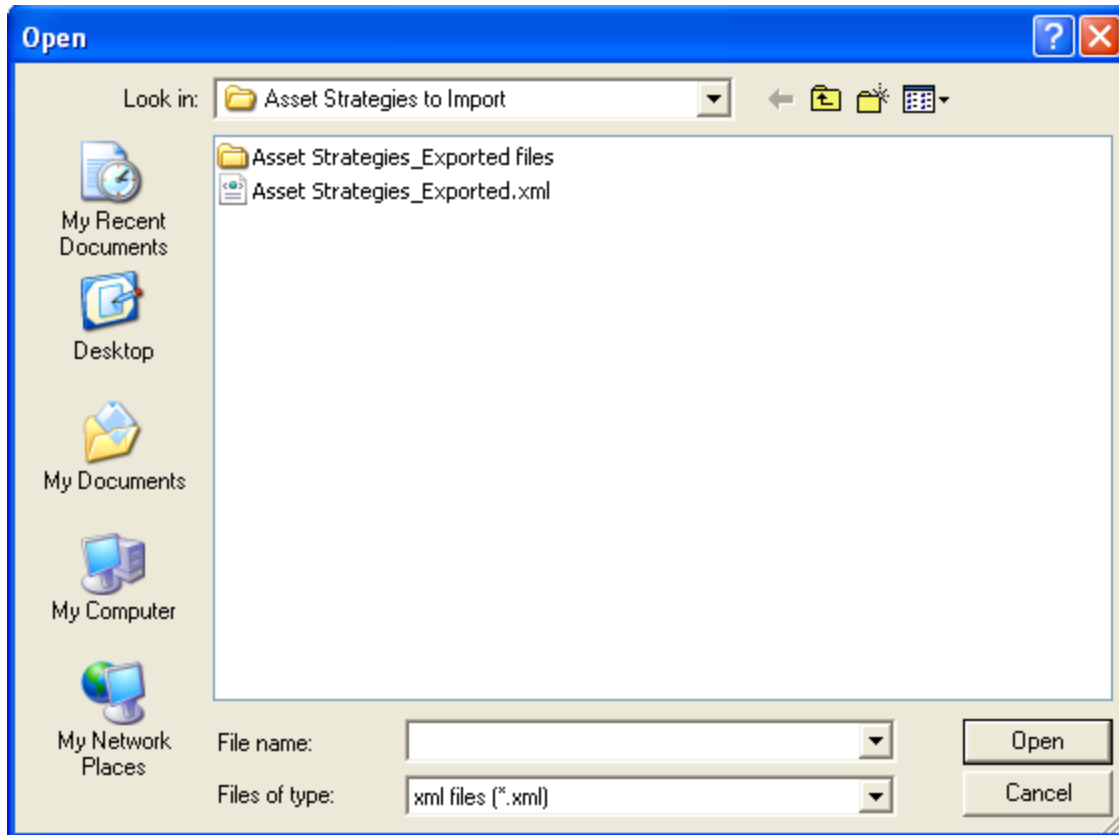 Open
Look in:
Asset Strategies to Import
Asset Strategies_Exported files
Asset Strategies_Exported.xml
My Recent
Documents
Desktop
My Documents
My Computer
My Network
Places
File name:
Open
Files of type:
xml files (*.xml)
Cancel